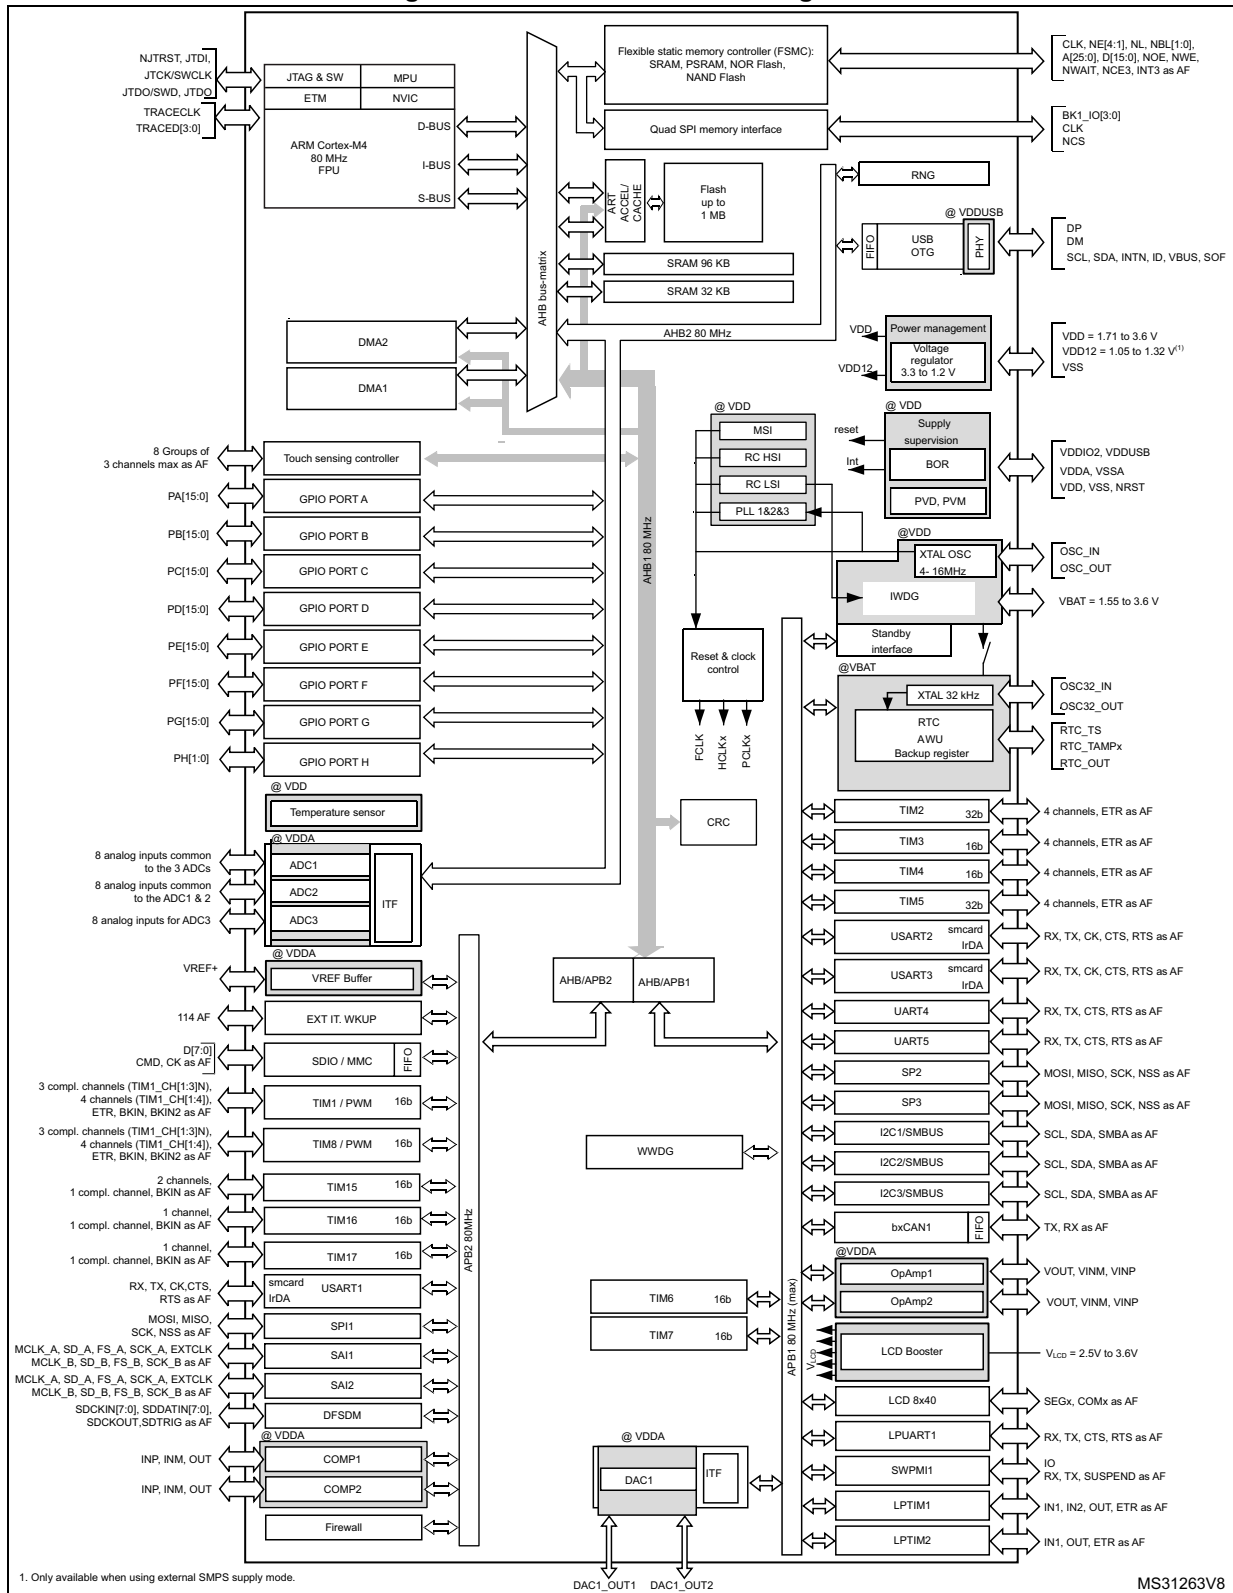 NJTRST, JTDI,
JTCK/SWCLK
JTDO/SWD, JTDO
TRACECLK
TRACED[3:0]
JTAG & SW
MPU
ETM
NVIC
ARM Cortex-M4
80 MHz
FPU
D-BUS
I-BUS
S-BUS
AHB bus-matrix
Flexible static memory controller (FSMC):
SRAM, PSRAM, NOR Flash,
NAND Flash
CLK, NE[4:1], NL, NBL[1:0],
A[25:0], D[15:0], NOE, NWE,
NWAIT, NCE3, INT3 as AF
Quad SPI memory interface
BK1_IO[3:0]
CLK
NCS
ART
ACCEL/
CACHE
Flash
up to
1 MB
RNG
@ VDDUSB
FIFO
USB
OTG
PHY
DP
DM
SCL, SDA, INTN, ID, VBUS, SOF
SRAM 96 KB
SRAM 32 KB
AHB2 80 MHz
DMA2
DMA1
VDD
VDD12
Power management
Voltage
regulator
3.3 to 1.2 V
VDD = 1.71 to 3.6 V
VDD12 = 1.05 to 1.32 V(1)
VSS
@ VDD
MSI
RC HSI
RC LSI
PLL 1&2&3
@ VDD
reset
Int
Supply
supervision
BOR
PVD, PVM
VDDIO2, VDDUSB
VDDA, VSSA
VDD, VSS, NRST
8 Groups of
3 channels max as AF
Touch sensing controller
PA[15:0]
GPIO PORT A
PB[15:0]
GPIO PORT B
PC[15:0]
GPIO PORT C
PD[15:0]
GPIO PORT D
PE[15:0]
GPIO PORT E
PF[15:0]
GPIO PORT F
PG[15:0]
GPIO PORT G
PH[1:0]
GPIO PORT H
AHB1 80 MHz
@VDD
XTAL OSC
4- 16MHz
IWDG
OSC_IN
OSC_OUT
VBAT = 1.55 to 3.6 V
Standby
interface
Reset & clock
control
FCLK
HCLKx
PCLKx
@VBAT
XTAL 32 kHz
RTC
AWU
Backup register
OSC32_IN
OSC32_OUT
RTC_TS
RTC_TAMPx
RTC_OUT
@ VDD
Temperature sensor
@ VDDA
ADC1
ADC2
ADC3
ITF
8 analog inputs common
to the 3 ADCs
8 analog inputs common
to the ADC1 & 2
8 analog inputs for ADC3
CRC
@ VDDA
VREF+
VREF Buffer
AHB/APB2
AHB/APB1
114 AF
EXT IT. WKUP
D[7:0]
CMD, CK as AF
SDIO / MMC
FIFO
3 compl. channels (TIM1_CH[1:3]N),
4 channels (TIM1_CH[1:4]),
ETR, BKIN, BKIN2 as AF
TIM1 / PWM
16b
3 compl. channels (TIM1_CH[1:3]N),
4 channels (TIM1_CH[1:4]),
ETR, BKIN, BKIN2 as AF
TIM8 / PWM
16b
2 channels,
1 compl. channel, BKIN as AF
TIM15
16b
1 channel,
1 compl. channel, BKIN as AF
TIM16
16b
1 channel,
1 compl. channel, BKIN as AF
TIM17
16b
RX, TX, CK,CTS,
RTS as AF
smcard
IrDA
USART1
MOSI, MISO,
SCK, NSS as AF
SPI1
MCLK_A, SD_A, FS_A, SCK_A, EXTCLK
MCLK_B, SD_B, FS_B, SCK_B as AF
SAI1
MCLK_A, SD_A, FS_A, SCK_A, EXTCLK
MCLK_B, SD_B, FS_B, SCK_B as AF
SAI2
SDCKIN[7:0], SDDATIN[7:0],
SDCKOUT,SDTRIG as AF
DFSDM
@ VDDA
INP, INM, OUT
COMP1
INP, INM, OUT
COMP2
Firewall
APB2 80MHz
WWDG
TIM6
16b
TIM7
16b
@ VDDA
DAC1
ITF
DAC1_OUT1
DAC1_OUT2
APB1 80 MHz (max)
TIM2
32b
4 channels, ETR as AF
TIM3
16b
4 channels, ETR as AF
TIM4
16b
4 channels, ETR as AF
TIM5
32b
4 channels, ETR as AF
USART2
smcard
IrDA
RX, TX, CK, CTS, RTS as AF
USART3
smcard
IrDA
RX, TX, CK, CTS, RTS as AF
UART4
RX, TX, CTS, RTS as AF
UART5
RX, TX, CTS, RTS as AF
SP2
MOSI, MISO, SCK, NSS as AF
SP3
MOSI, MISO, SCK, NSS as AF
I2C1/SMBUS
SCL, SDA, SMBA as AF
I2C2/SMBUS
SCL, SDA, SMBA as AF
I2C3/SMBUS
SCL, SDA, SMBA as AF
bxCAN1
FIFO
TX, RX as AF
@VDDA
OpAmp1
VOUT, VINM, VINP
OpAmp2
VOUT, VINM, VINP
VLCD
LCD Booster
VLCD = 2.5V to 3.6V
LCD 8x40
SEGx, COMx as AF
LPUART1
RX, TX, CTS, RTS as AF
SWPMI1
IO
RX, TX, SUSPEND as AF
LPTIM1
IN1, IN2, OUT, ETR as AF
LPTIM2
IN1, OUT, ETR as AF
1. Only available when using external SMPS supply mode.
MS31263V8